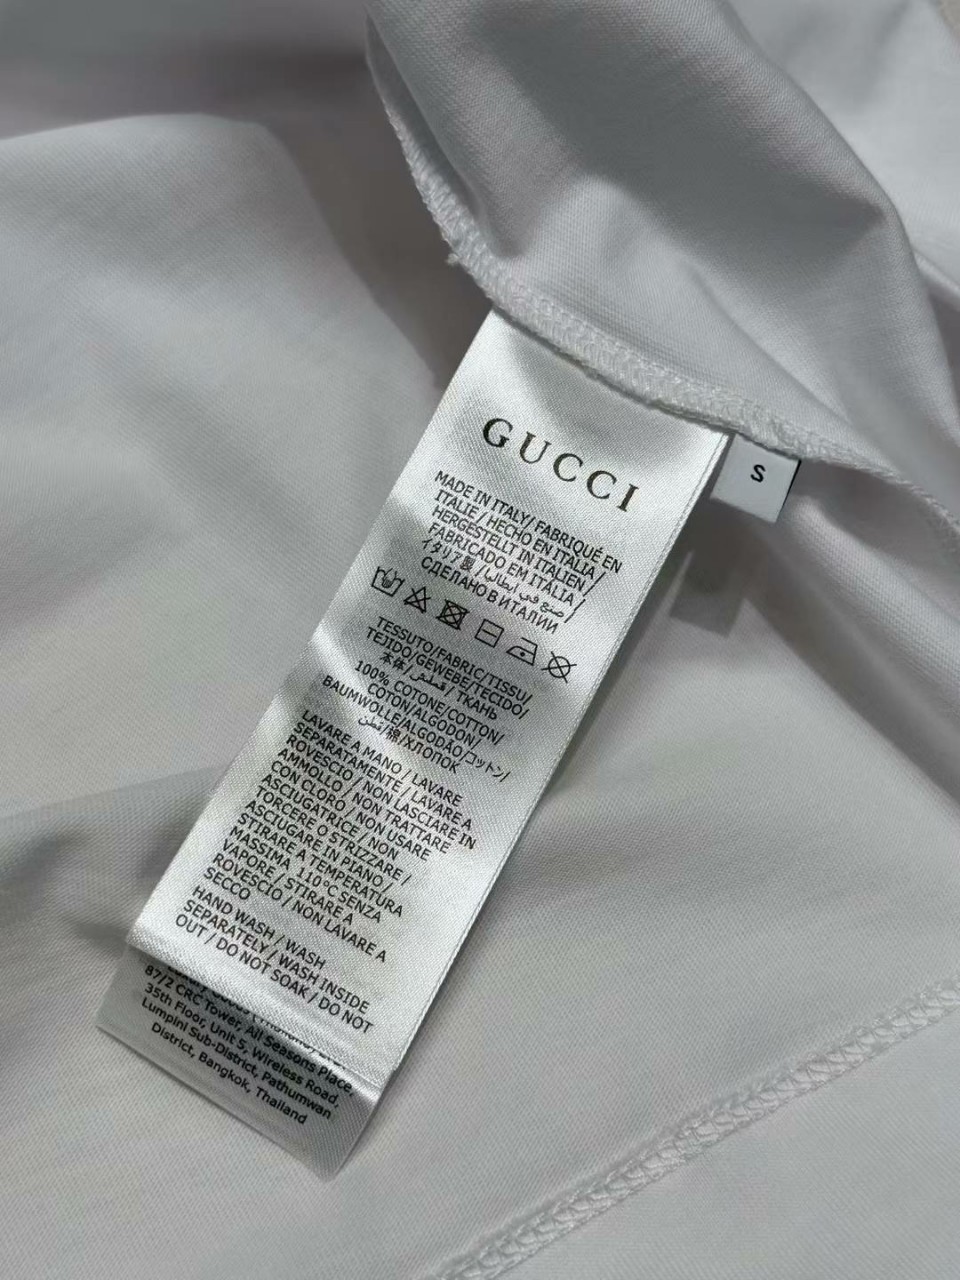 GUCCI
S
MADE IN ITALY/ FABRIQUÉ EN
ITALIE / HECHO EN ITALIA /
HERGESTELLT IN ITALIEN/
FABRICADO EM ITÁLIA /
イタリア製 / صنع في ايطاليا /
СДЕЛАНО В ИТАЛИИ
TESSUTO/FABRIC/TISSU/
TEJIDO/GEWEBE/TECIDO/
本体/قطني/ ТКАНЬ
100% COTONE/COTTON/
COTON/ALGODON/
BAUMWOLLE/ALGODÃO/コットン/
قطن/棉/ХЛОПОК
LAVARE A MANO / LAVARE
SEPARATAMENTE / LAVARE A
ROVESCIO / NON LASCIARE IN
AMMOLLO / NON TRATTARE
CON CLORO / NON USARE
ASCIUGATRICE / NON
TORCERE O STRIZZARE /
ASCIUGARE IN PIANO /
STIRARE A TEMPERATURA
MASSIMA 110°C SENZA
VAPORE / STIRARE A
ROVESCIO / NON LAVARE A
SECCO
HAND WASH / WASH
SEPARATELY / WASH INSIDE
OUT / DO NOT SOAK / DO NOT
87/2 CRC Tower, All Seasons Place,
35th Floor, Unit 5, Wireless Road,
Lumpini Sub-District, Pathumwan
District, Bangkok, Thailand